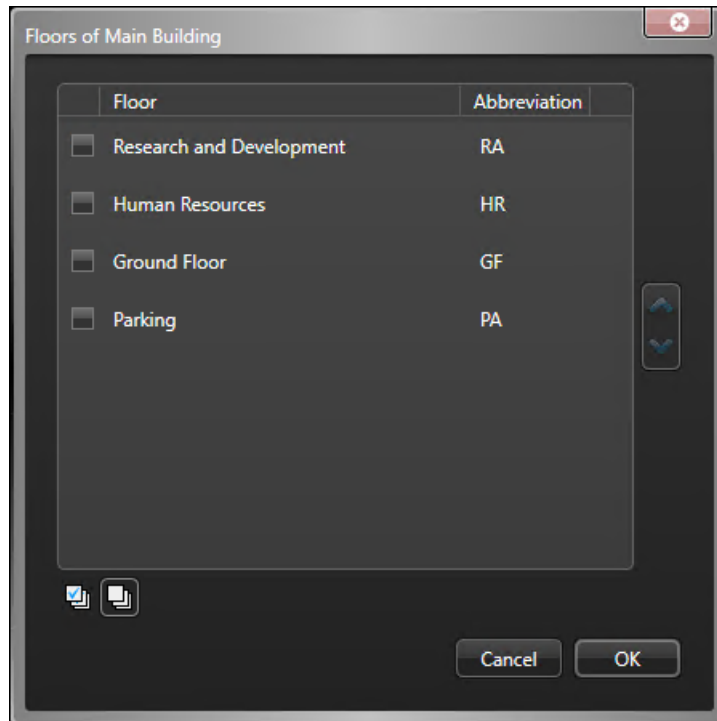 Floors of Main Building
Floor Abbreviation
Research and Development RA
Human Resources HR
Ground Floor GF
Parking PA
Cancel OK